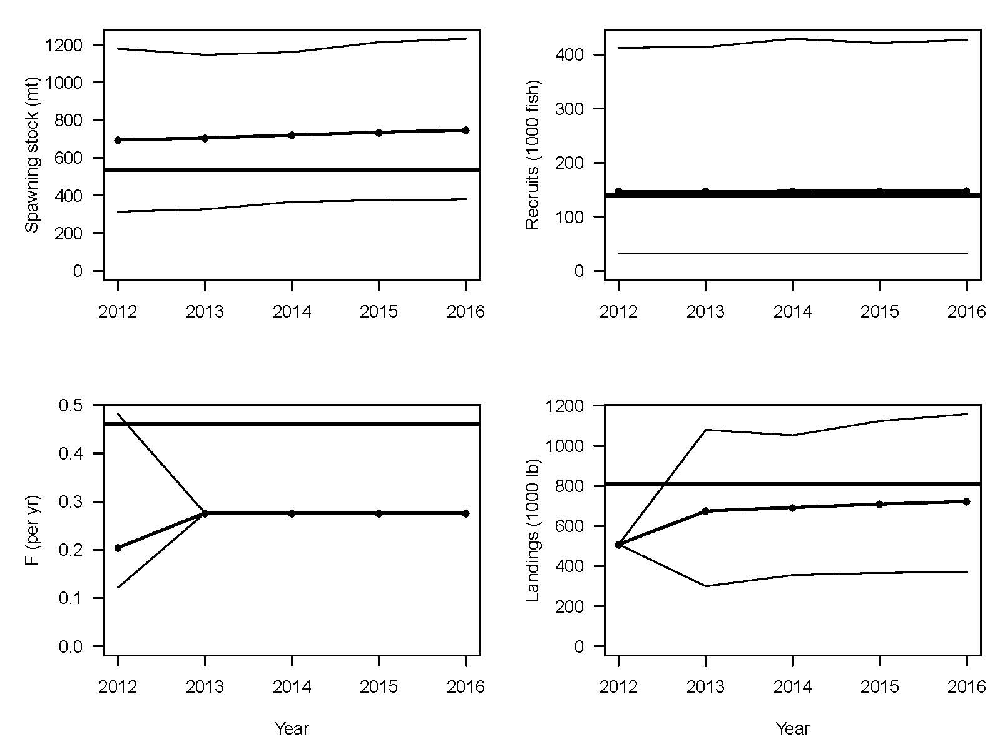 Spawning stock (mt)
1200
1000
800
600
400
200
0
2012 2013 2014 2015 2016
Recruits (1000 fish)
400
300
200
100
0
2012 2013 2014 2015 2016
F (per yr)
0.5
0.4
0.3
0.2
0.1
0.0
2012 2013 2014 2015 2016
Year
Landings (1000 lb)
1200
1000
800
600
400
200
0
2012 2013 2014 2015 2016
Year